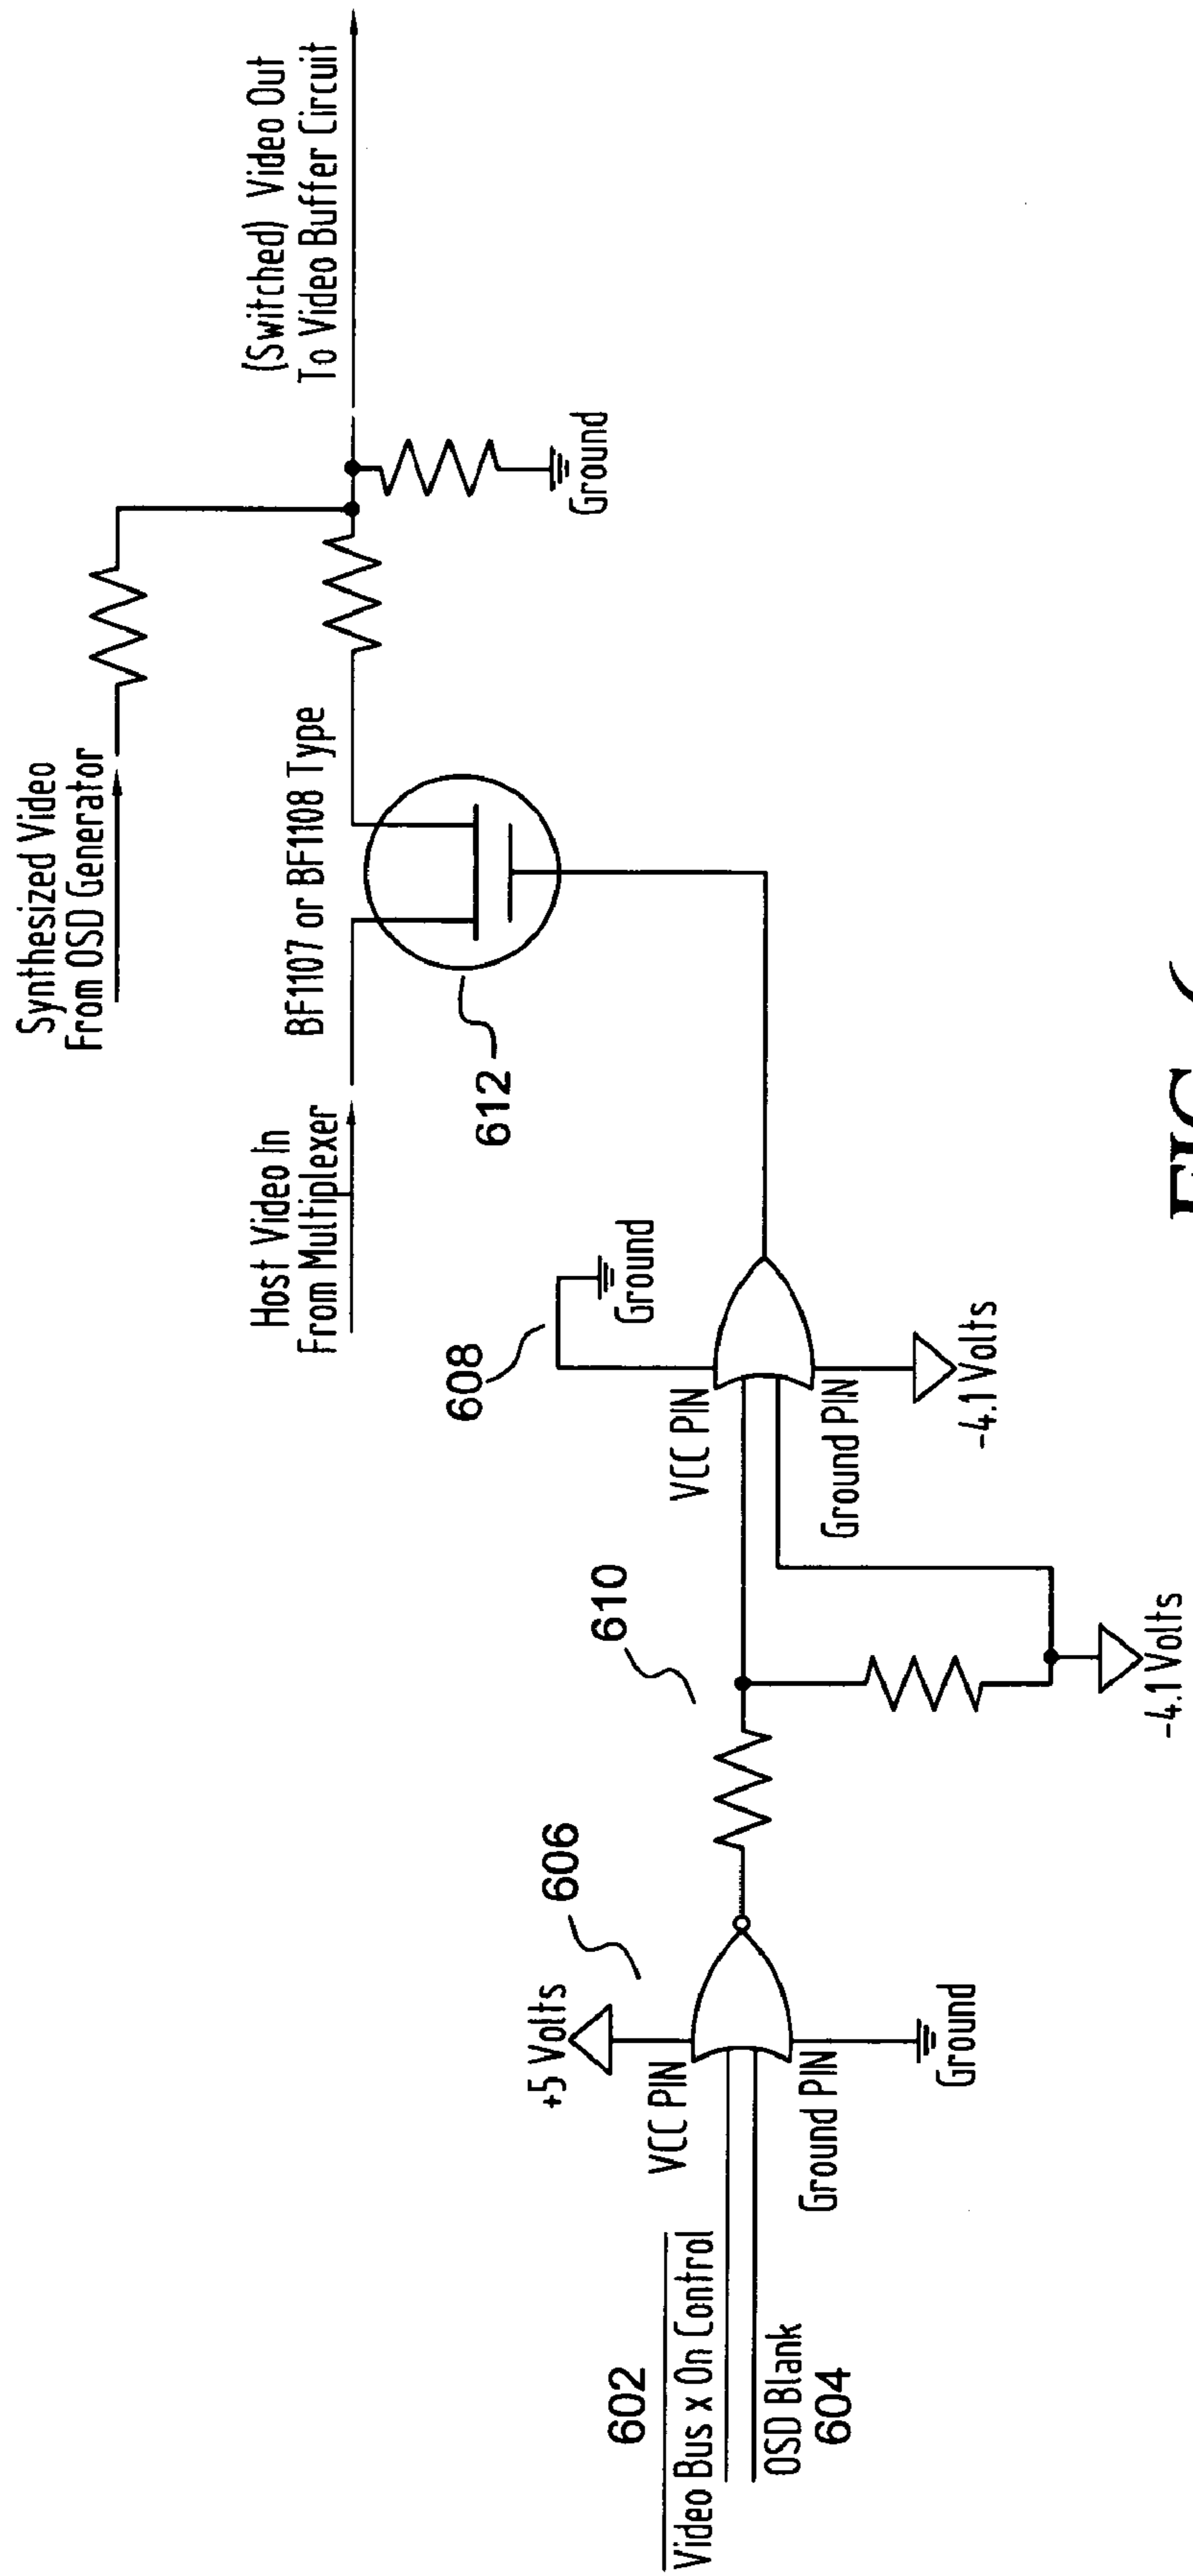 Synthesized Video
From OSD Generator
(Switched) Video Out
To Video Buffer Circuit
Host Video In
From Multiplexer
BF1107 or BF1108 Type
612
Ground
608
Ground
VCC PIN
Ground PIN
-4.1 Volts
610
-4.1 Volts
606
+5 Volts
VCC PIN
Ground PIN
Ground
602
Video Bus x On Control
OSD Blank
604
FIG.